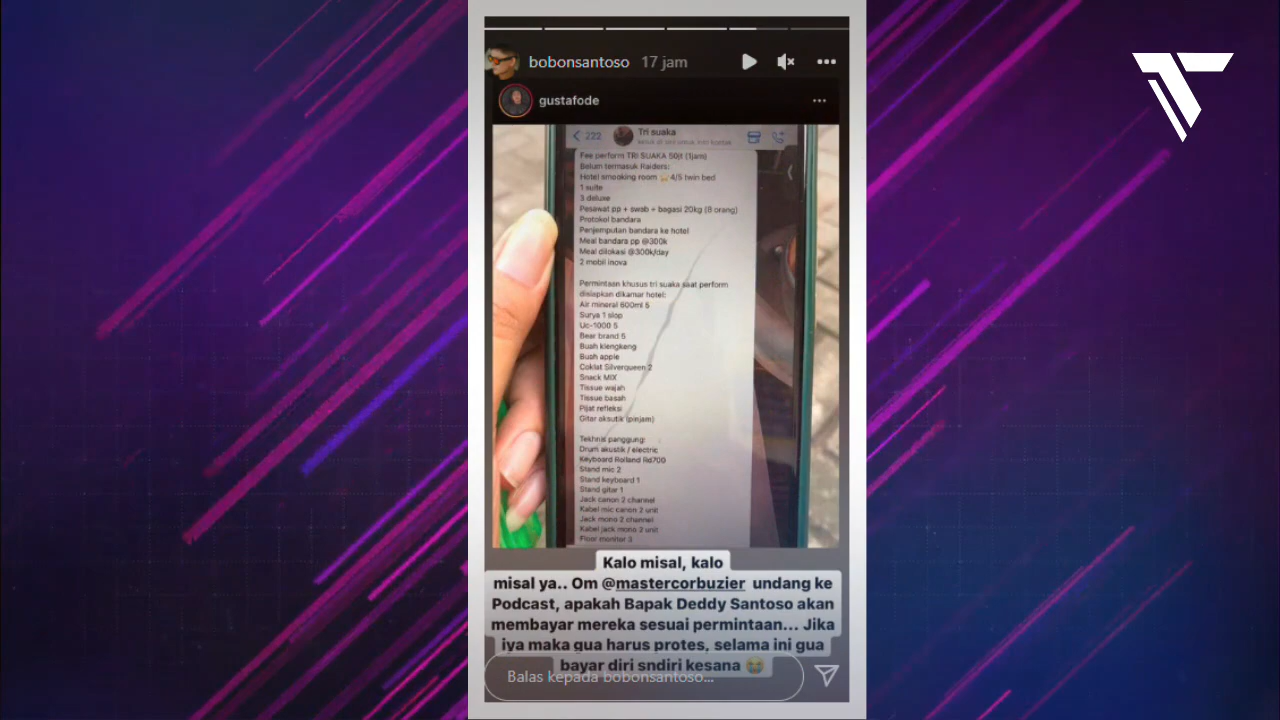 bobonsantoso 17 jam
gustafode
222
Tri suaka
Fee perform TRI SUAKA 50jt (1jam)
Belum termasuk Raiders:
Hotel smooking room 4/5 twin bed
1 suite
3 deluxe
Pesawat pp + swab + bagasi 20kg (8 orang)
Protokol bandara
Penjemputan bandara ke hotel
Meal bandara pp @300k
Meal dilokasi @300k/day
2 mobil inova
Permintaan khusus tri suaka saat perform
disiapkan dikamar hotel:
Air mineral 600ml 5
Surya 1 slop
Uc-1000 5
Bear brand 5
Buah klengkeng
Buah apple
Coklat Silverqueen 2
Snack MIX
Tissue wajah
Tissue basah
Pijat refleksi
Gitar aksutik (pinjam)
Tekhnis panggung:
Drum akustik / electric
Keyboard Rolland Rd700
Stand mic 2
Stand keyboard 1
Stand gitar 1
Jack canon 2 channel
Kabel mic canon 2 unit
Jack mono 2 channel
Kabel jack mono 2 unit
Floor monitor 3
Kalo misal, kalo
misal ya.. Om @mastercorbuzier undang ke
Podcast, apakah Bapak Deddy Santoso akan
membayar mereka sesuai permintaan... Jika
iya maka gua harus protes, selama ini gua
bayar diri sndiri kesana 😭
Balas kepada bobonsantoso...